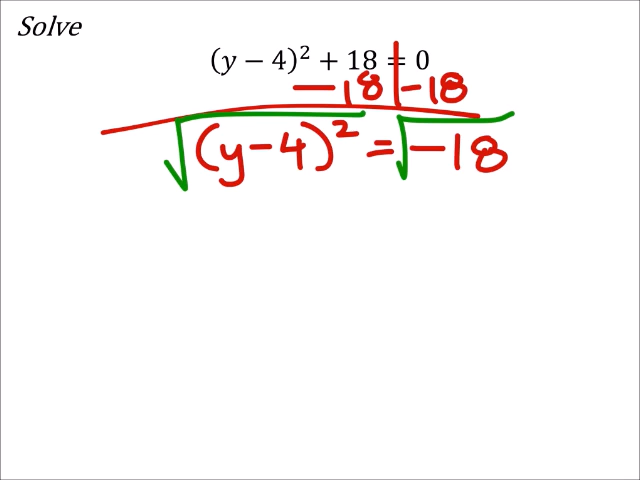 Solve
(y − 4)² + 18 = 0
−18 | −18
√(y−4)² = √−18